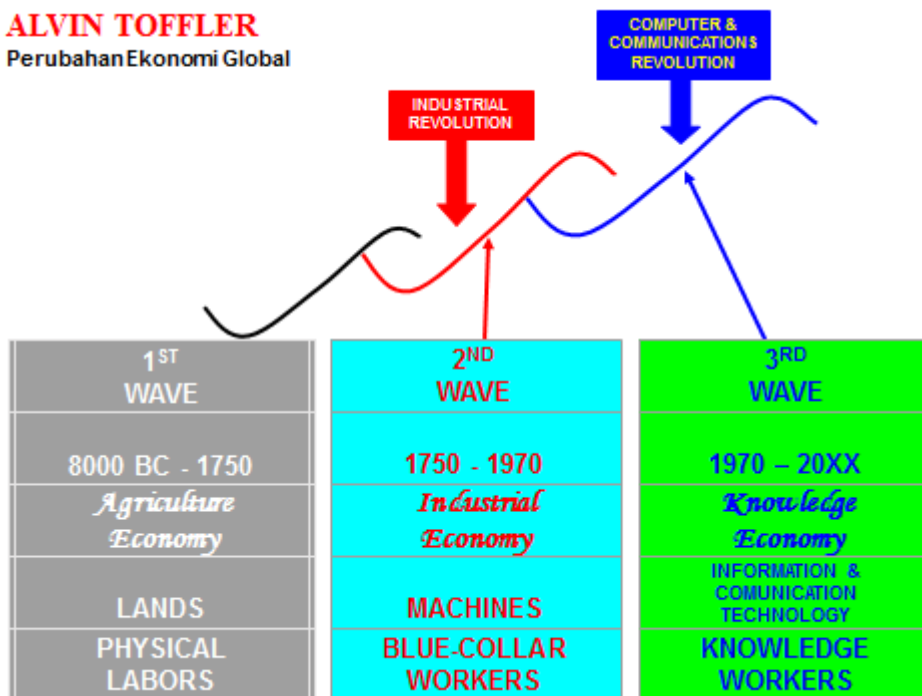 ALVIN TOFFLER
Perubahan Ekonomi Global
COMPUTER &
COMMUNICATIONS
REVOLUTION
INDUSTRIAL
REVOLUTION
1ST
WAVE
8000 BC - 1750
Agriculture
Economy
LANDS
PHYSICAL
LABORS
2ND
WAVE
1750 - 1970
Industrial
Economy
MACHINES
BLUE-COLLAR
WORKERS
3RD
WAVE
1970 – 20XX
Knowledge
Economy
INFORMATION &
COMUNICATION
TECHNOLOGY
KNOWLEDGE
WORKERS